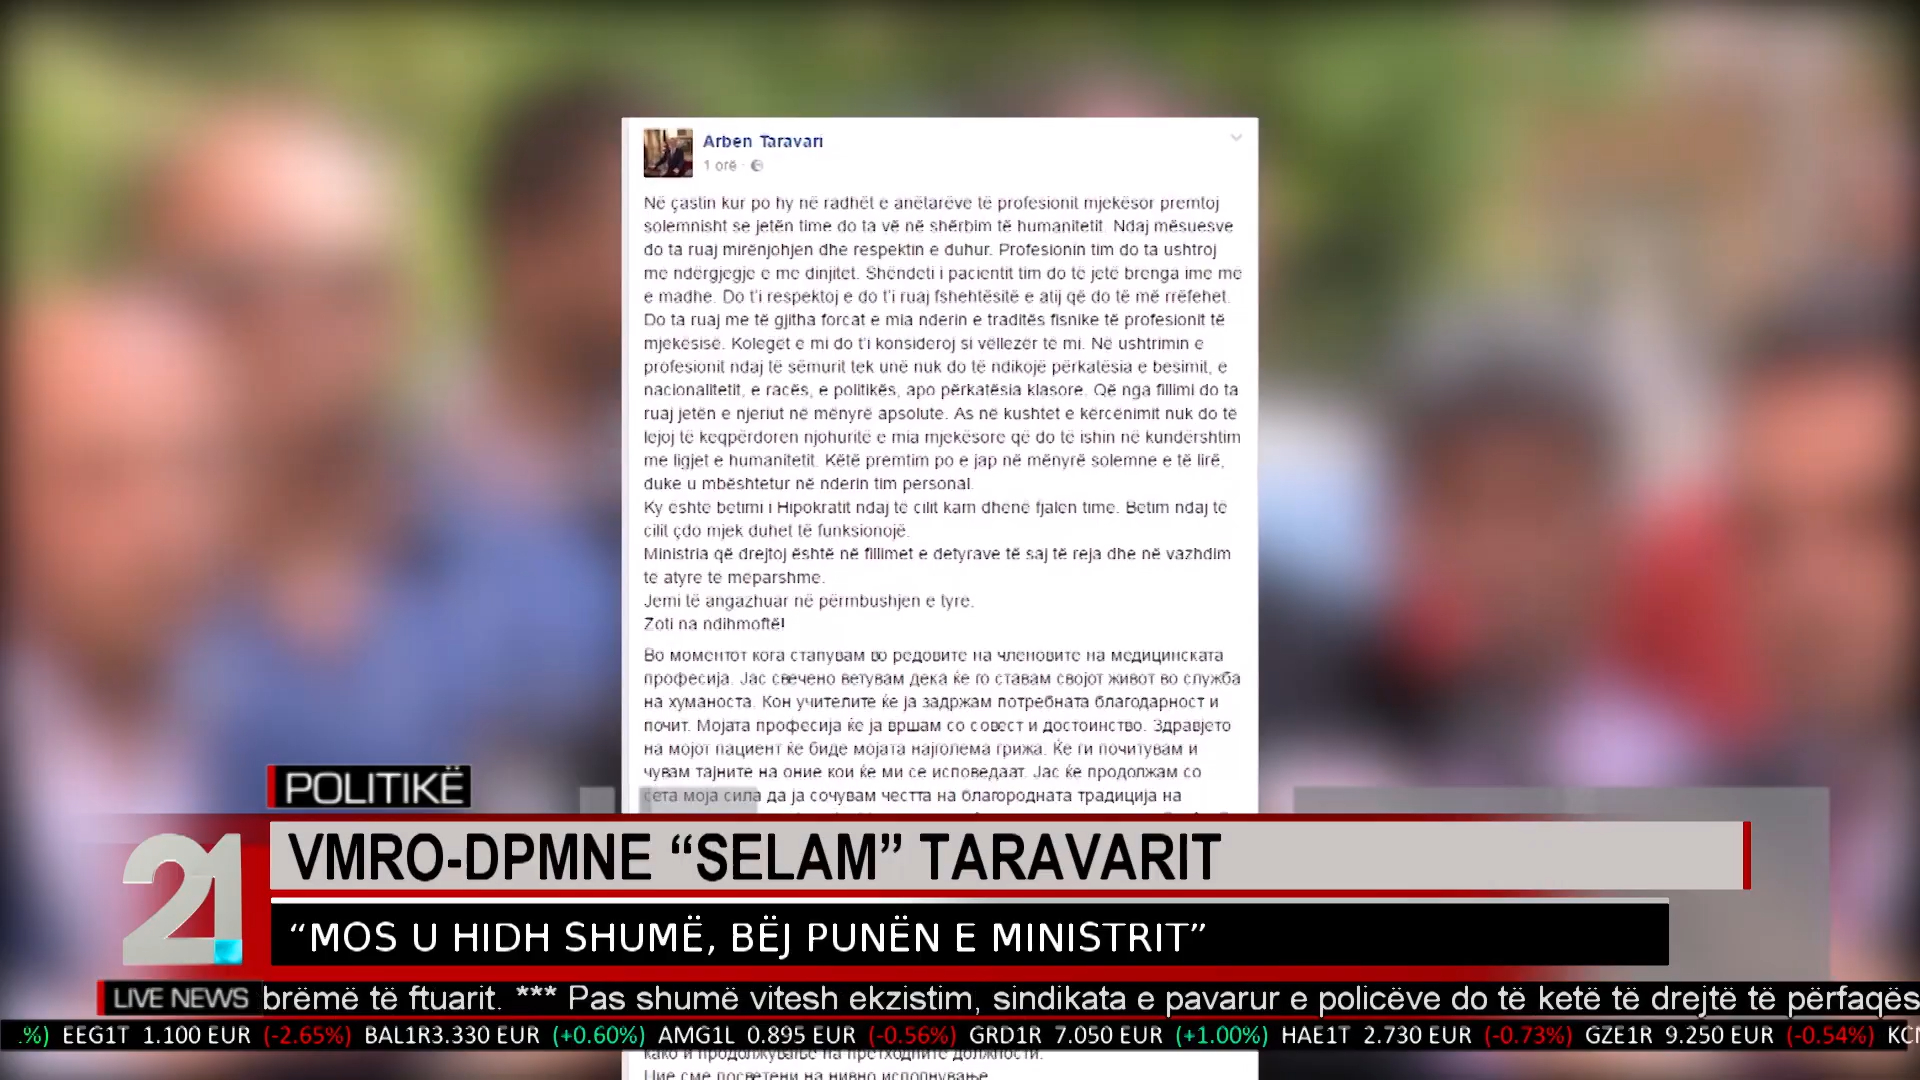 Arben Taravari
1 orë
Në çastin kur po hy në radhët e anëtarëve të profesionit mjekësor premtoj
solemnisht se jetën time do ta vë në shërbim të humanitetit. Ndaj mësuesve
do ta ruaj mirënjohjen dhe respektin e duhur. Profesionin tim do ta ushtroj
me ndërgjegje e me dinjitet. Shëndeti i pacientit tim do të jetë brenga ime me
e madhe. Do t'i respektoj e do t'i ruaj fshehtësitë e atij që do të më rrëfehet.
Do ta ruaj me të gjitha forcat e mia nderin e traditës fisnike të profesionit të
mjekësisë. Koleget e mi do t'i konsideroj si vëllezër të mi. Në ushtrimin e
profesionit ndaj të sëmurit tek unë nuk do të ndikojë përkatësia e besimit, e
nacionalitetit, e racës, e politikës, apo përkatësia klasore. Që nga fillimi do ta
ruaj jetën e njeriut në mënyrë apsolute. As në kushtet e kërcënimit nuk do të
lejoj të keqpërdoren njohuritë e mia mjekësore që do të ishin në kundërshtim
me ligjet e humanitetit. Këtë premtim po e jap në mënyrë solemne e të lirë,
duke u mbështetur në nderin tim personal.
Ky është betimi i Hipokratit ndaj të cilit kam dhënë fjalën time. Betim ndaj të
cilit çdo mjek duhet të funksionojë.
Ministria që drejtoj është në fillimet e detyrave të saj të reja dhe në vazhdim
të atyre të mëparshme.
Jemi të angazhuar në përmbushjen e tyre.
Zoti na ndihmoftë!
Во моментот кога стапувам во редовите на членовите на медицинската
професија. Јас свечено ветувам дека ќе го ставам својот живот во служба
на хуманоста. Кон учителите ќе ја задржам потребната благодарност и
почит. Мојата професија ќе ја вршам со совест и достоинство. Здравјето
на мојот пациент ќе биде мојата најголема грижа. Ќе ги почитувам и
чувам тајните на оние кои ќе ми се исповедаат. Јас ќе продолжам со
сета моја сила да ја сочувам честта на благородната традиција на
POLITIKË
21
VMRO-DPMNE “SELAM” TARAVARIT
“MOS U HIDH SHUMË, BËJ PUNËN E MINISTRIT”
LIVE NEWS brëmë të ftuarit. *** Pas shumë vitesh ekzistim, sindikata e pavarur e policëve do të ketë të drejtë të përfaqës
.%) EEG1T 1.100 EUR (-2.65%) BAL1R3.330 EUR (+0.60%) AMG1L 0.895 EUR (-0.56%) GRD1R 7.050 EUR (+1.00%) HAE1T 2.730 EUR (-0.73%) GZE1R 9.250 EUR (-0.54%) KCN
како и продолжување на претходните должности.
Ние сме посветени на нивно исполнување.